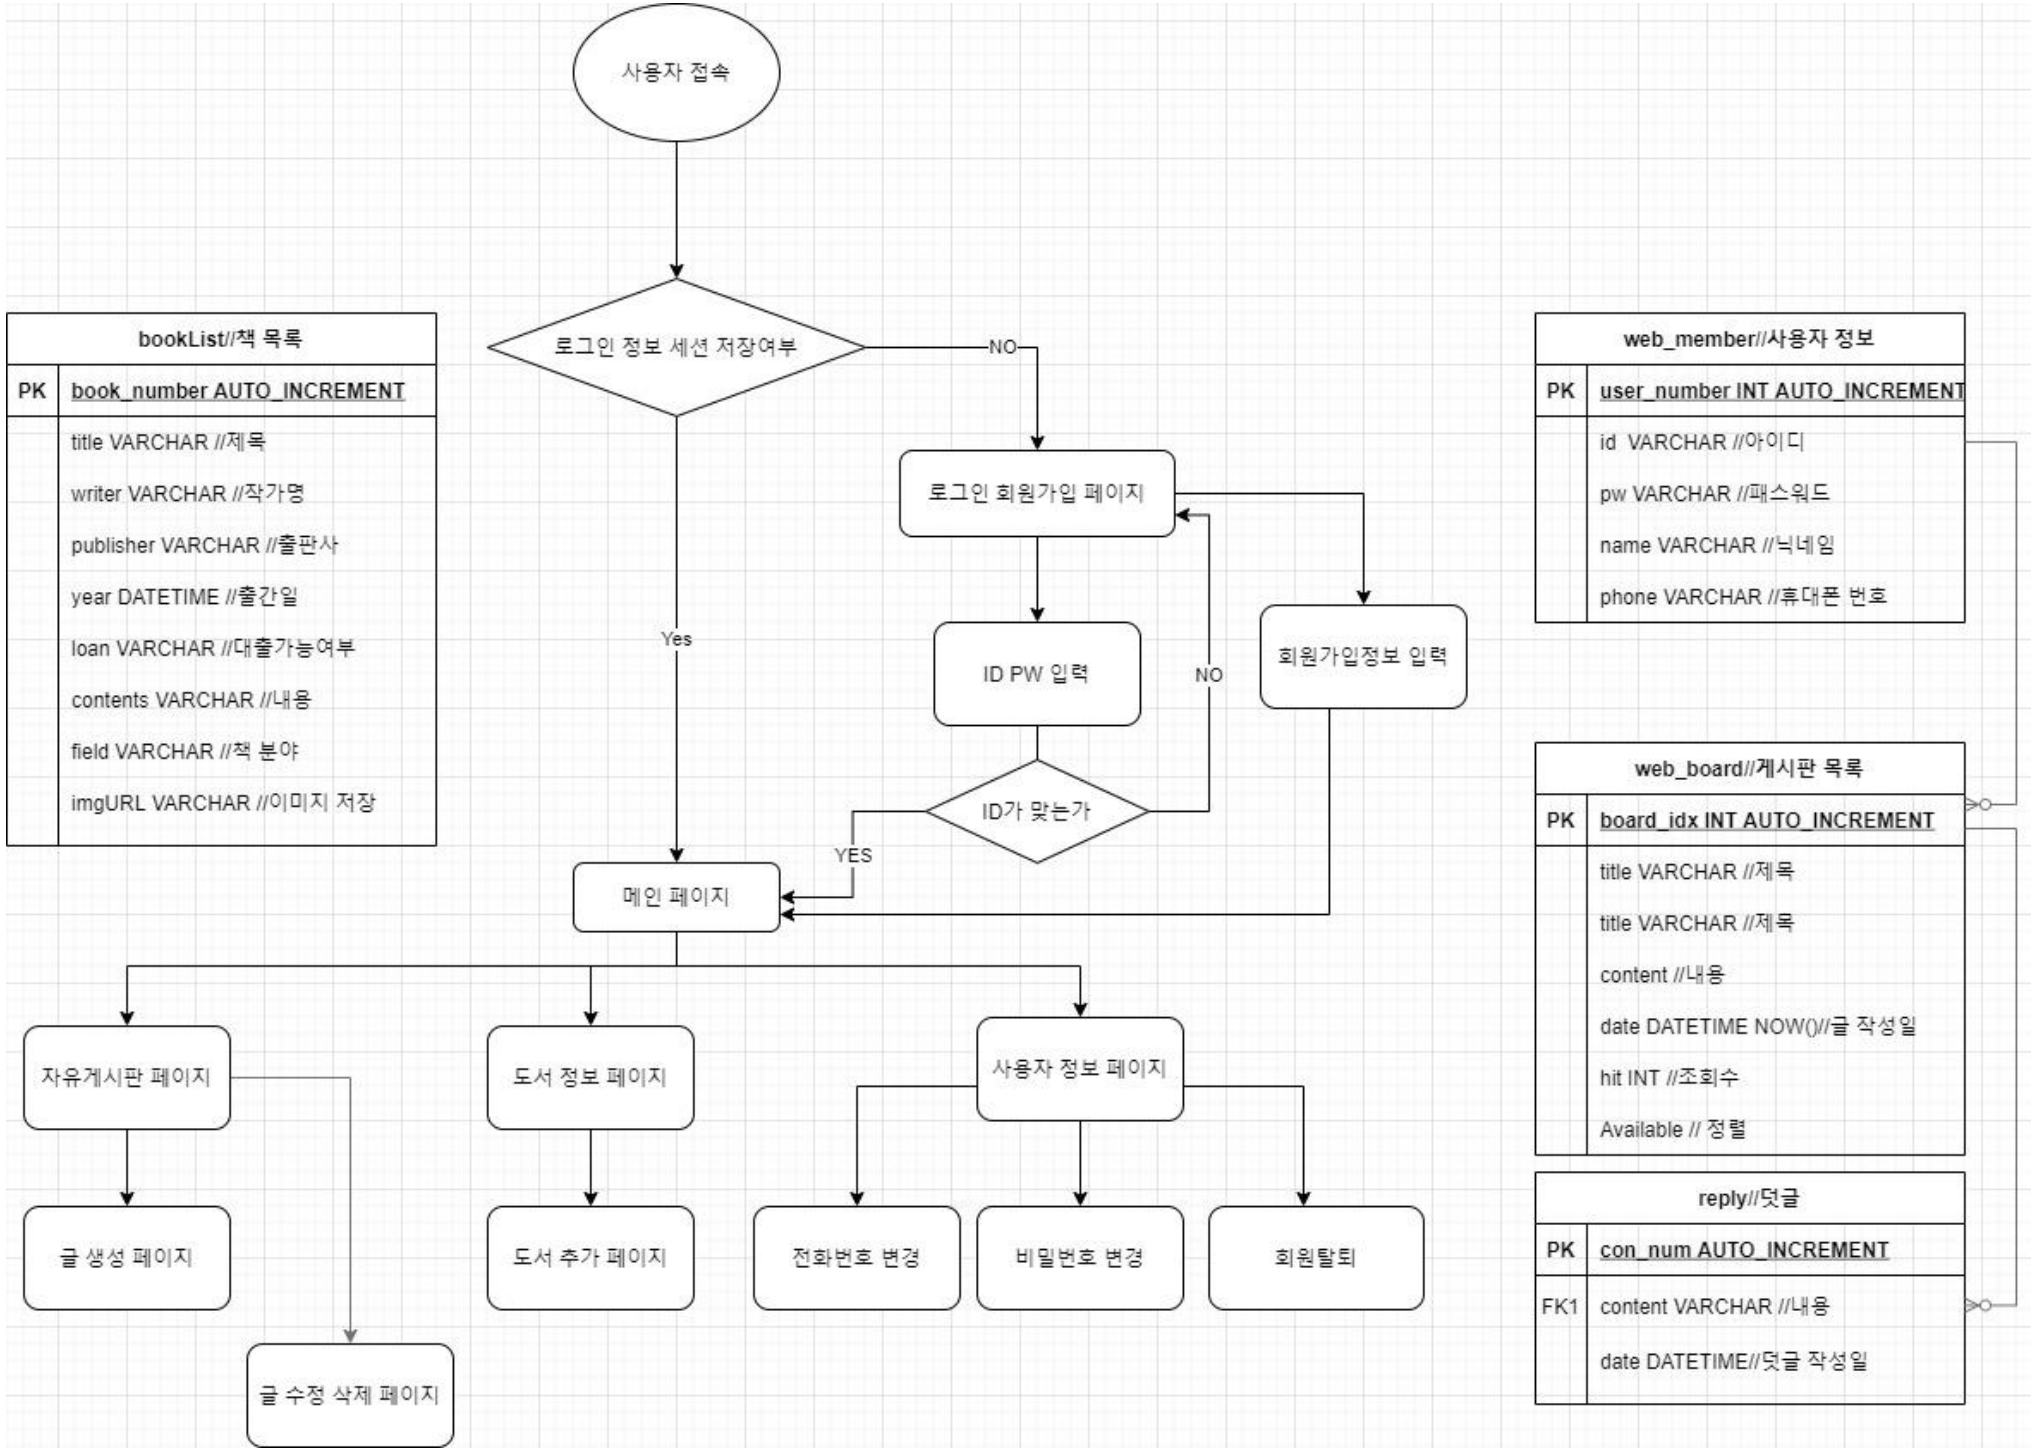 사용자 접속
로그인 정보 세션 저장여부
NO
Yes
로그인 회원가입 페이지
ID PW 입력
NO
회원가입정보 입력
ID가 맞는가
YES
메인 페이지
자유게시판 페이지
도서 정보 페이지
사용자 정보 페이지
글 생성 페이지
도서 추가 페이지
전화번호 변경
비밀번호 변경
회원탈퇴
글 수정 삭제 페이지
bookList//책 목록
PK book_number AUTO_INCREMENT
title VARCHAR //제목
writer VARCHAR //작가명
publisher VARCHAR //출판사
year DATETIME //출간일
loan VARCHAR //대출가능여부
contents VARCHAR //내용
field VARCHAR //책 분야
imgURL VARCHAR //이미지 저장
web_member//사용자 정보
PK user_number INT AUTO_INCREMENT
id VARCHAR //아이디
pw VARCHAR //패스워드
name VARCHAR //닉네임
phone VARCHAR //휴대폰 번호
web_board//게시판 목록
PK board_idx INT AUTO_INCREMENT
title VARCHAR //제목
title VARCHAR //제목
content //내용
date DATETIME NOW()//글 작성일
hit INT //조회수
Available // 정렬
reply//덧글
PK con_num AUTO_INCREMENT
FK1 content VARCHAR //내용
date DATETIME//덧글 작성일